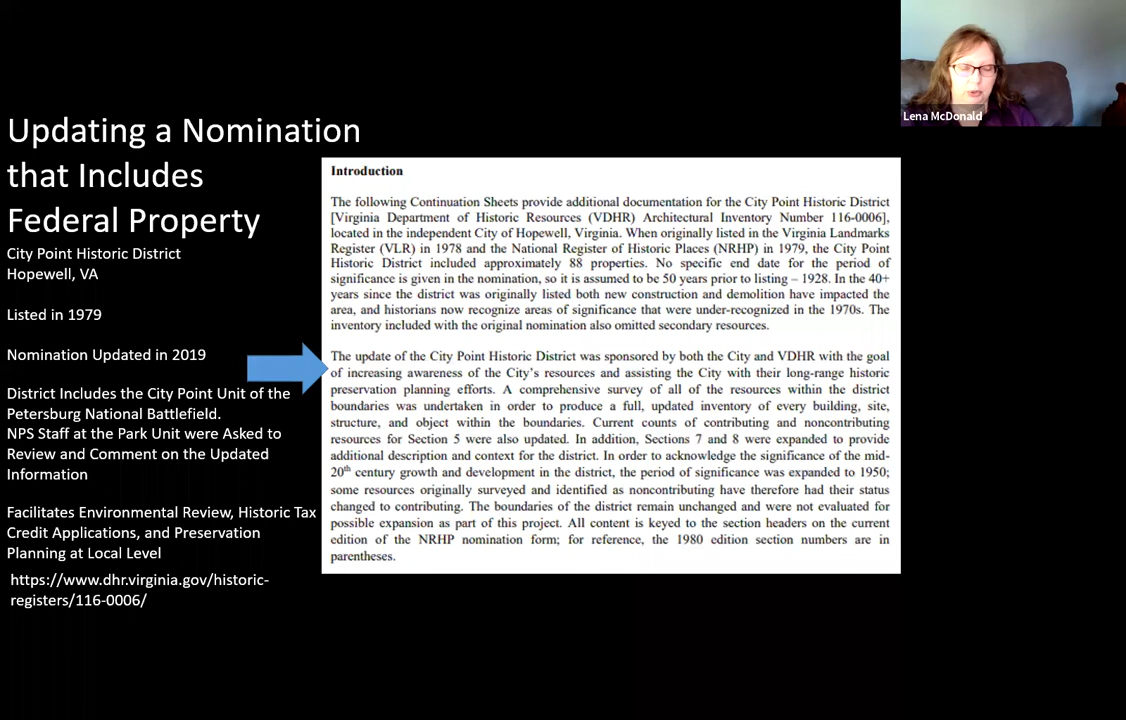 Lena McDonald
Updating a Nomination
that Includes
Federal Property
City Point Historic District
Hopewell, VA
Listed in 1979
Nomination Updated in 2019
District Includes the City Point Unit of the
Petersburg National Battlefield.
NPS Staff at the Park Unit were Asked to
Review and Comment on the Updated
Information
Facilitates Environmental Review, Historic Tax
Credit Applications, and Preservation
Planning at Local Level
https://www.dhr.virginia.gov/historic-
registers/116-0006/
Introduction
The following Continuation Sheets provide additional documentation for the City Point Historic District
[Virginia Department of Historic Resources (VDHR) Architectural Inventory Number 116-0006],
located in the independent City of Hopewell, Virginia. When originally listed in the Virginia Landmarks
Register (VLR) in 1978 and the National Register of Historic Places (NRHP) in 1979, the City Point
Historic District included approximately 88 properties. No specific end date for the period of
significance is given in the nomination, so it is assumed to be 50 years prior to listing – 1928. In the 40+
years since the district was originally listed both new construction and demolition have impacted the
area, and historians now recognize areas of significance that were under-recognized in the 1970s. The
inventory included with the original nomination also omitted secondary resources.
The update of the City Point Historic District was sponsored by both the City and VDHR with the goal
of increasing awareness of the City's resources and assisting the City with their long-range historic
preservation planning efforts. A comprehensive survey of all of the resources within the district
boundaries was undertaken in order to produce a full, updated inventory of every building, site,
structure, and object within the boundaries. Current counts of contributing and noncontributing
resources for Section 5 were also updated. In addition, Sections 7 and 8 were expanded to provide
additional description and context for the district. In order to acknowledge the significance of the mid-
20th century growth and development in the district, the period of significance was expanded to 1950;
some resources originally surveyed and identified as noncontributing have therefore had their status
changed to contributing. The boundaries of the district remain unchanged and were not evaluated for
possible expansion as part of this project. All content is keyed to the section headers on the current
edition of the NRHP nomination form; for reference, the 1980 edition section numbers are in
parentheses.